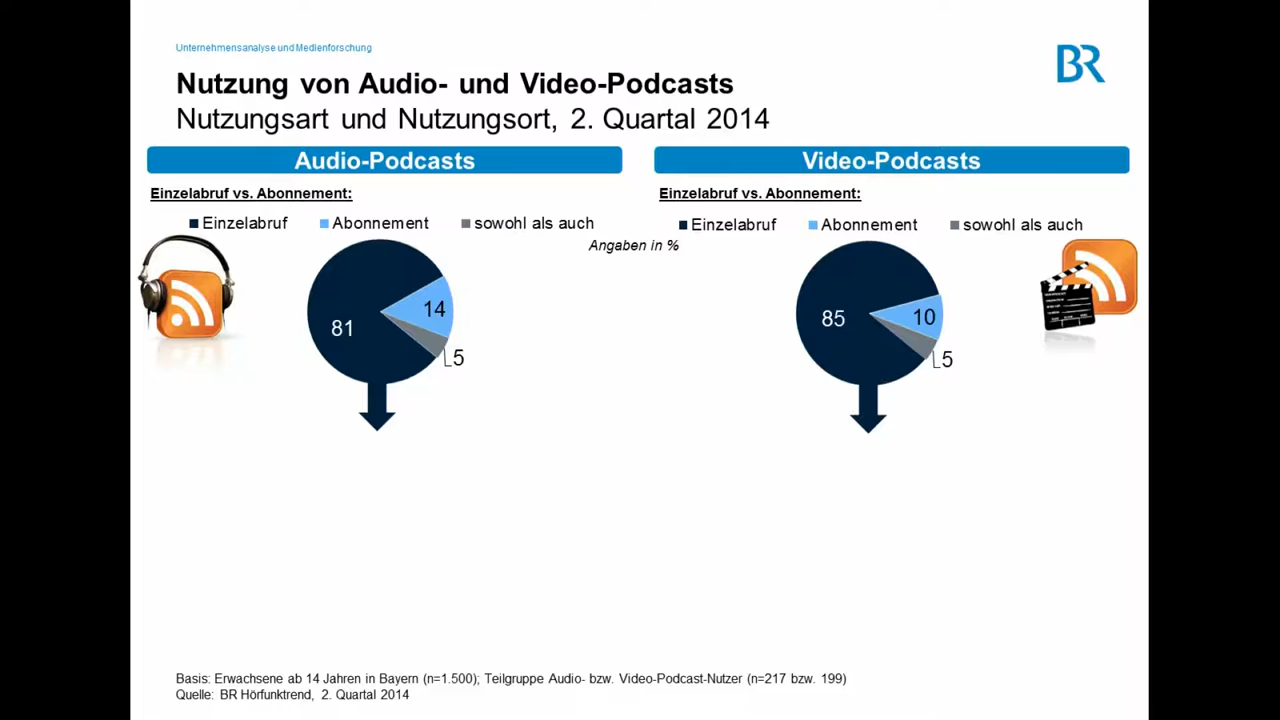 Unternehmensanalyse und Medienforschung
BR
Nutzung von Audio- und Video-Podcasts
Nutzungsart und Nutzungsort, 2. Quartal 2014
Audio-Podcasts
Einzelabruf vs. Abonnement:
Einzelabruf Abonnement sowohl als auch
81
14
5
Angaben in %
Video-Podcasts
Einzelabruf vs. Abonnement:
Einzelabruf Abonnement sowohl als auch
85
10
5
Basis: Erwachsene ab 14 Jahren in Bayern (n=1.500); Teilgruppe Audio- bzw. Video-Podcast-Nutzer (n=217 bzw. 199)
Quelle: BR Hörfunktrend, 2. Quartal 2014